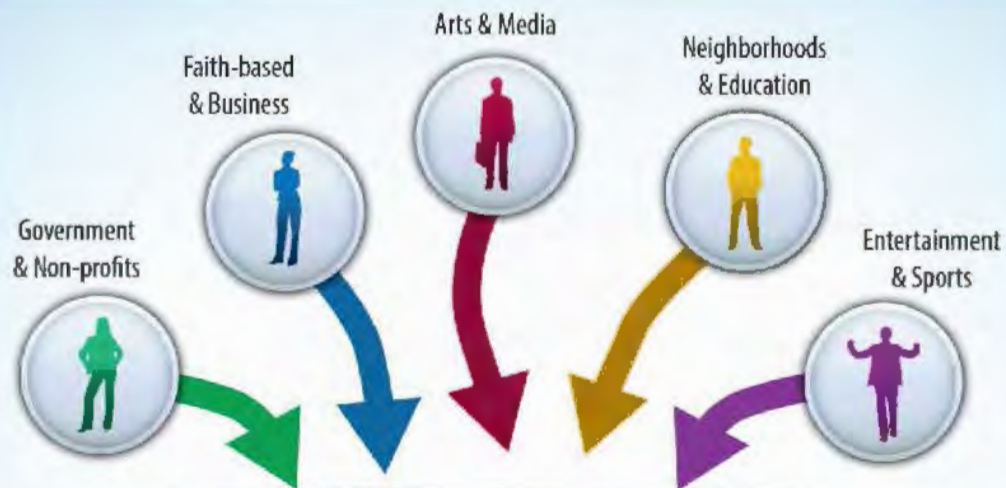 Arts & Media
Faith-based
& Business
Neighborhoods
& Education
Government
& Non-profits
Entertainment
& Sports